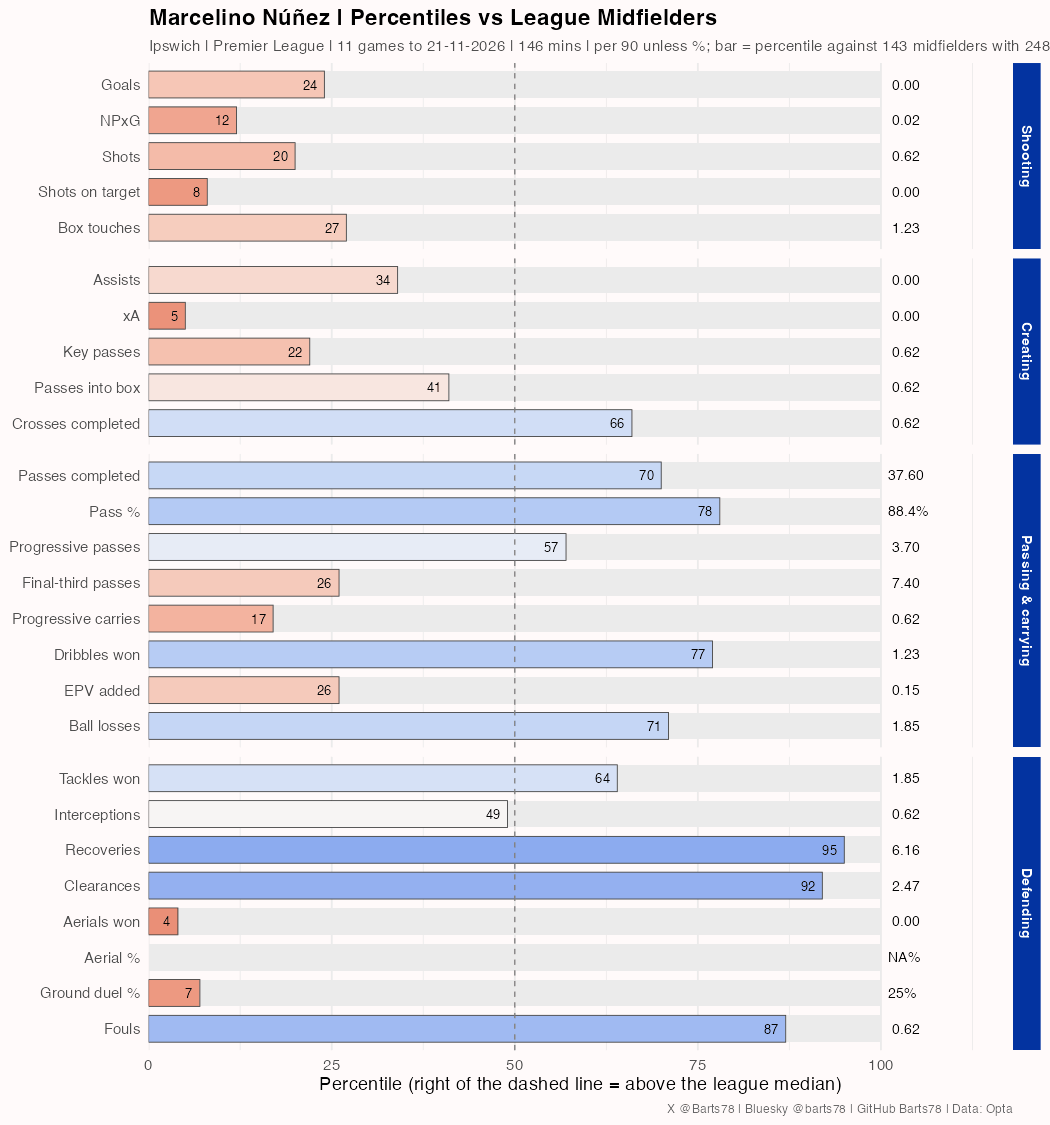 Marcelino Núñez | Percentiles vs League Midfielders
Ipswich | Premier League | 11 games to 21-11-2026 | 146 mins | per 90 unless %; bar = percentile against 143 midfielders with 248
Goals 24 0.00
NPxG 12 0.02
Shots 20 0.62
Shots on target 8 0.00
Box touches 27 1.23
Shooting
Assists 34 0.00
xA 5 0.00
Key passes 22 0.62
Passes into box 41 0.62
Crosses completed 66 0.62
Creating
Passes completed 70 37.60
Pass % 78 88.4%
Progressive passes 57 3.70
Final-third passes 26 7.40
Progressive carries 17 0.62
Dribbles won 77 1.23
EPV added 26 0.15
Ball losses 71 1.85
Passing & carrying
Tackles won 64 1.85
Interceptions 49 0.62
Recoveries 95 6.16
Clearances 92 2.47
Aerials won 4 0.00
Aerial % NA%
Ground duel % 7 25%
Fouls 87 0.62
Defending
0 25 50 75 100
Percentile (right of the dashed line = above the league median)
X @Barts78 | Bluesky @barts78 | GitHub Barts78 | Data: Opta